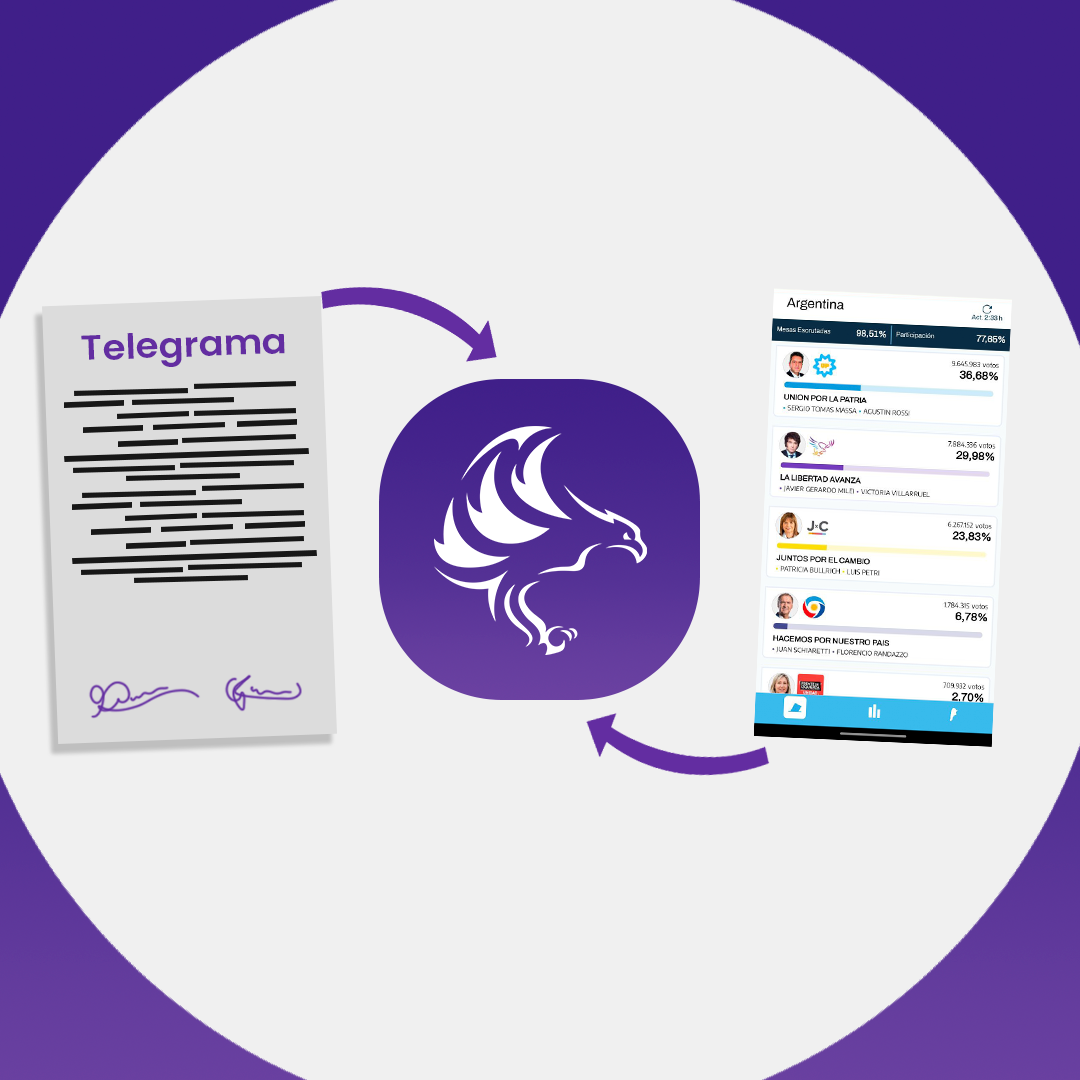 Telegrama
Argentina
Act. 2:33 h
Mesas Escrutadas 98,51% Participación 77,65%
9.645.983 votos
36,68%
UNION POR LA PATRIA
• SERGIO TOMAS MASSA • AGUSTIN ROSSI
7.884.336 votos
29,98%
LA LIBERTAD AVANZA
• JAVIER GERARDO MILEI • VICTORIA VILLARRUEL
JxC
6.267.152 votos
23,83%
JUNTOS POR EL CAMBIO
• PATRICIA BULLRICH • LUIS PETRI
1.784.315 votos
6,78%
HACEMOS POR NUESTRO PAIS
• JUAN SCHIARETTI • FLORENCIO RANDAZZO
709.932 votos
2,70%